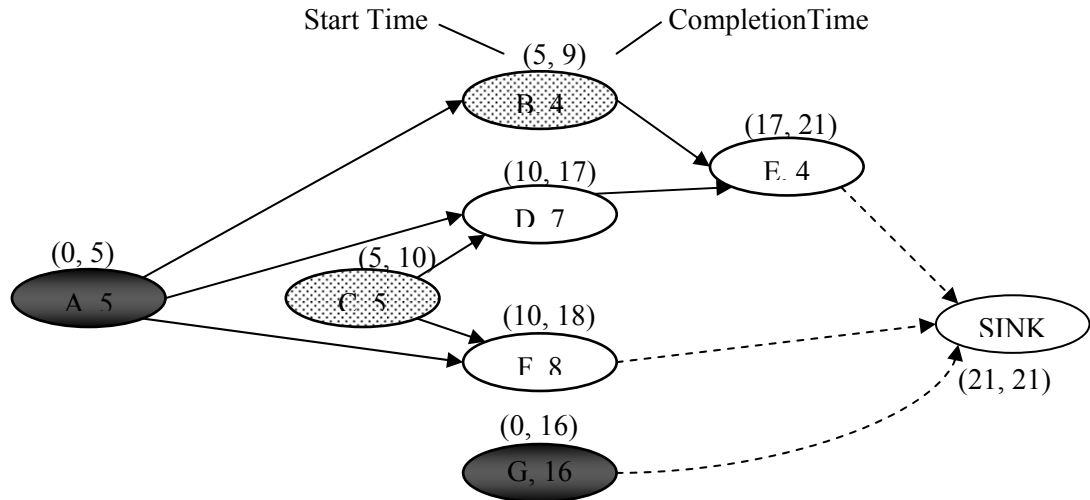 Start Time
CompletionTime
(5, 9)
B, 4
(17, 21)
E, 4
(10, 17)
D, 7
(0, 5)
A, 5
(5, 10)
C, 5
(10, 18)
F, 8
SINK
(21, 21)
(0, 16)
G, 16